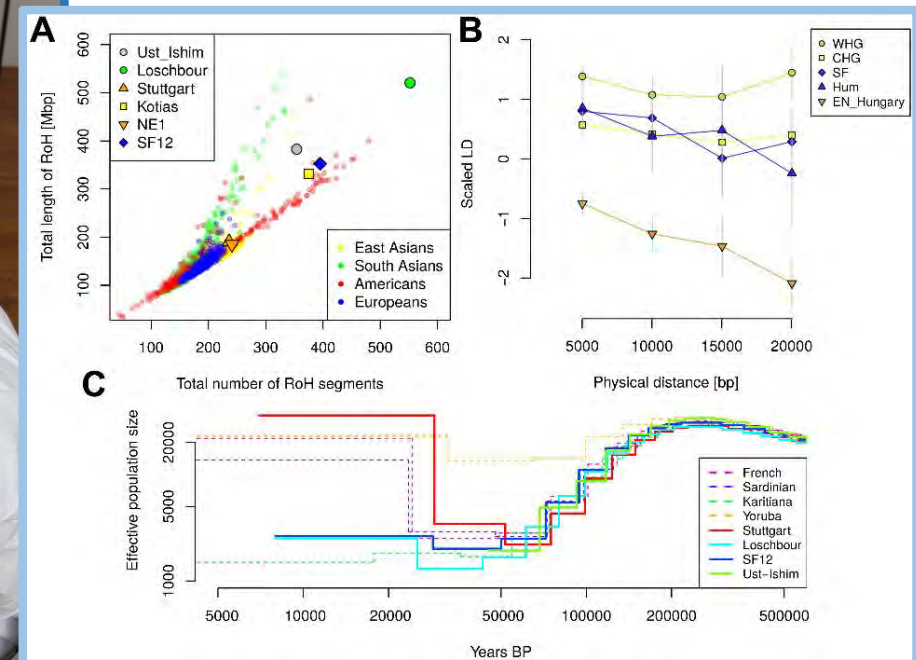 A
Total length of RoH [Mbp]
600
500
400
300
200
100
Ust_Ishim
Loschbour
Stuttgart
Kotias
NE1
SF12
East Asians
South Asians
Americans
Europeans
100 200 300 400 500 600
Total number of RoH segments
B
Scaled LD
2
1
0
−1
−2
WHG
CHG
SF
Hum
EN_Hungary
5000 10000 15000 20000
Physical distance [bp]
C
Effective population size
20000
5000
1000
French
Sardinian
Karitiana
Yoruba
Stuttgart
Loschbour
SF12
Ust−Ishim
5000 10000 20000 50000 100000 200000 500000
Years BP